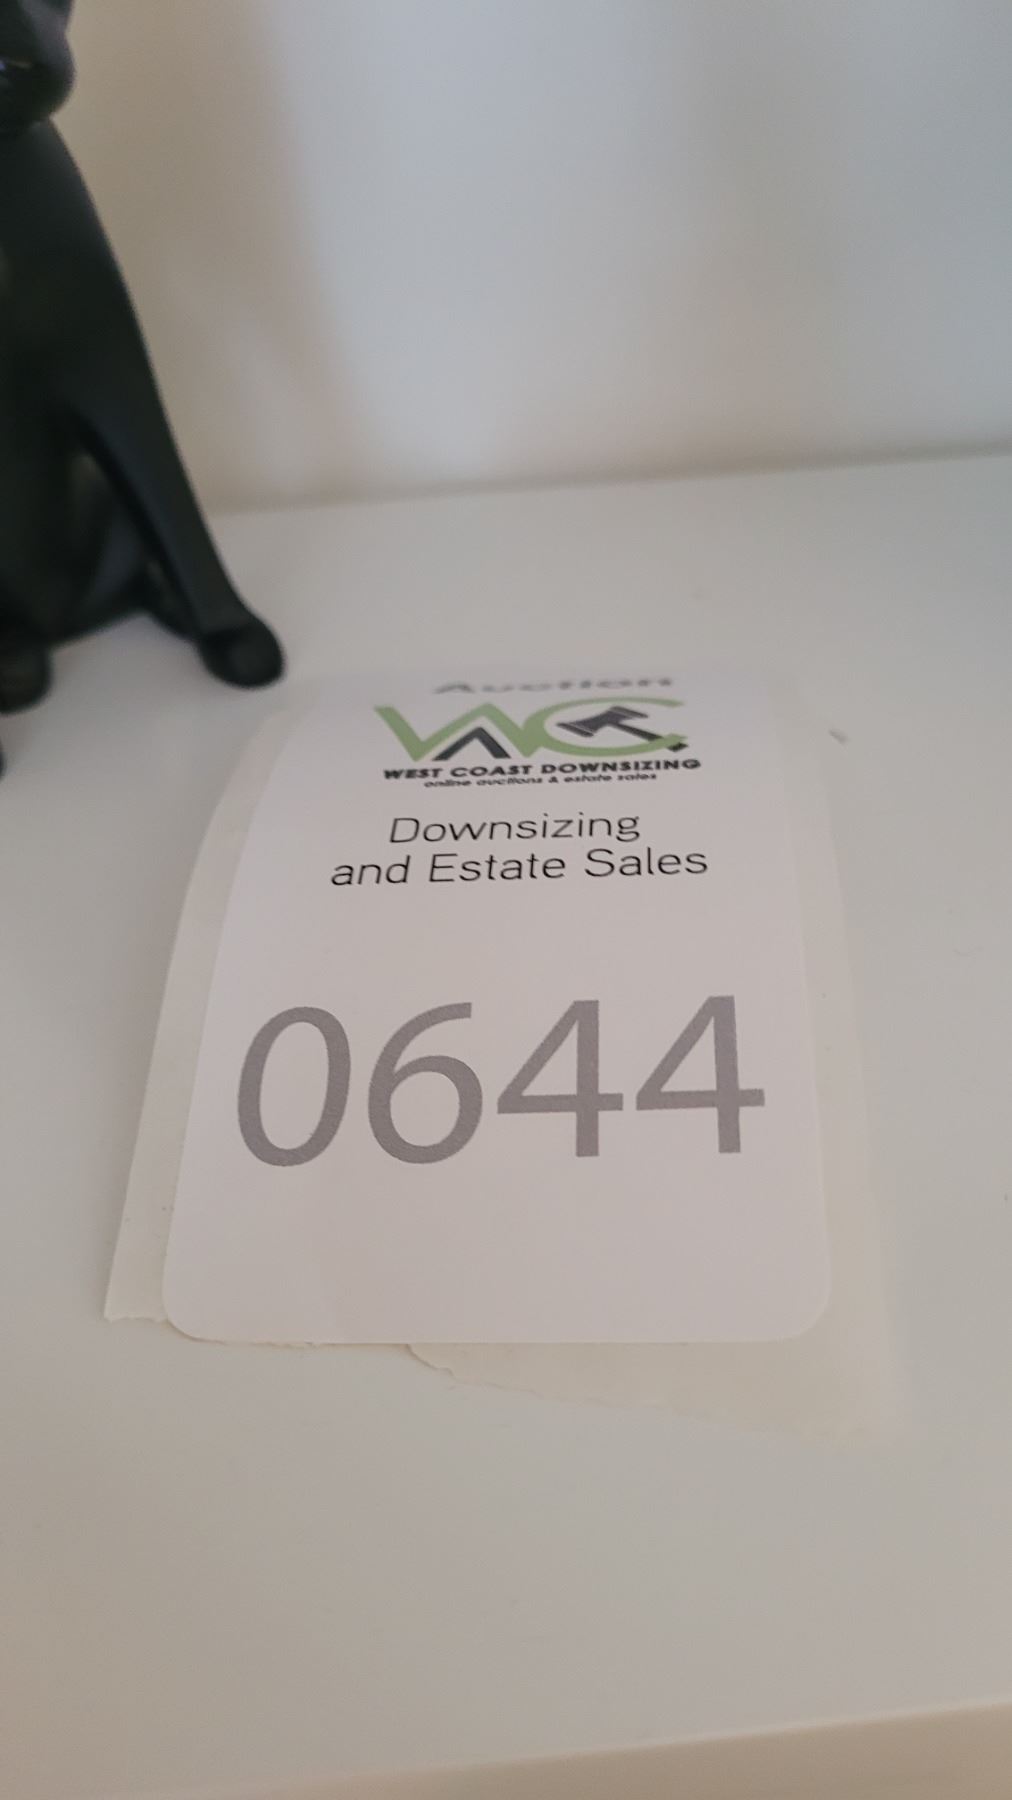 Auction
WC
WEST COAST DOWNSIZING
online auctions & estate sales
Downsizing
and Estate Sales
0644